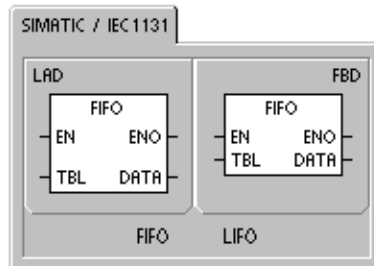 SIMATIC / IEC1131
LAD
FBD
FIFO
EN ENO
TBL DATA
FIFO
EN ENO
TBL DATA
FIFO LIFO